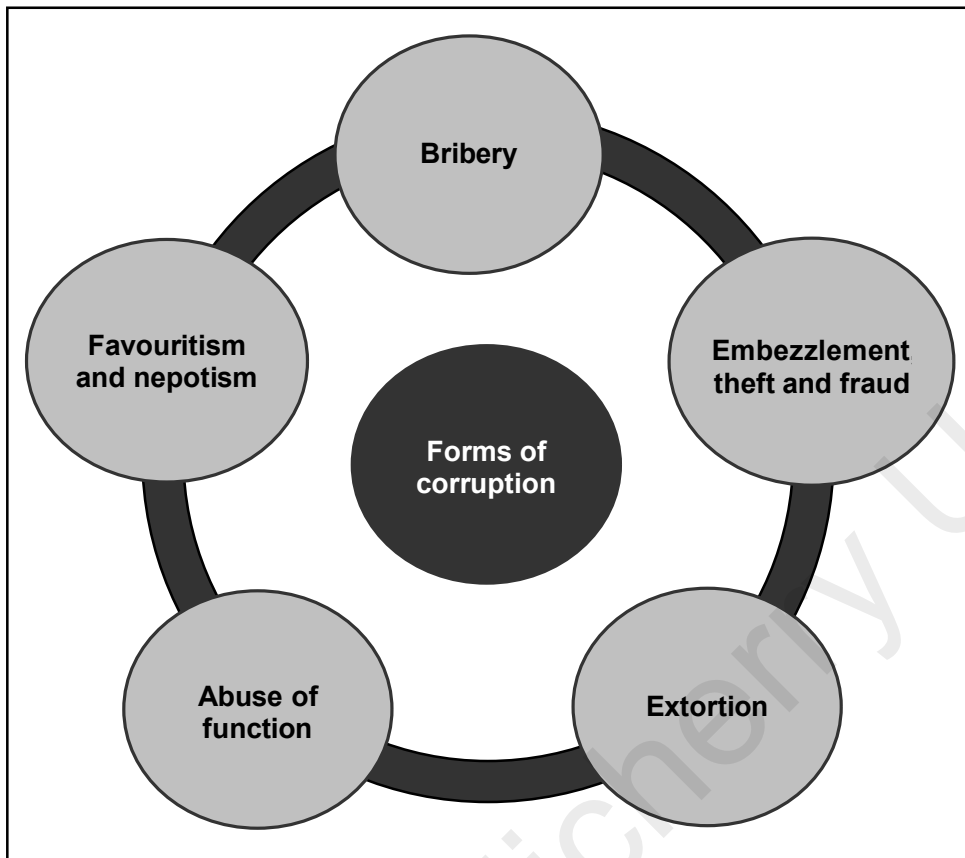 Bribery
Embezzlement,
theft and fraud
Extortion
Abuse of
function
Favouritism
and nepotism
Forms of
corruption